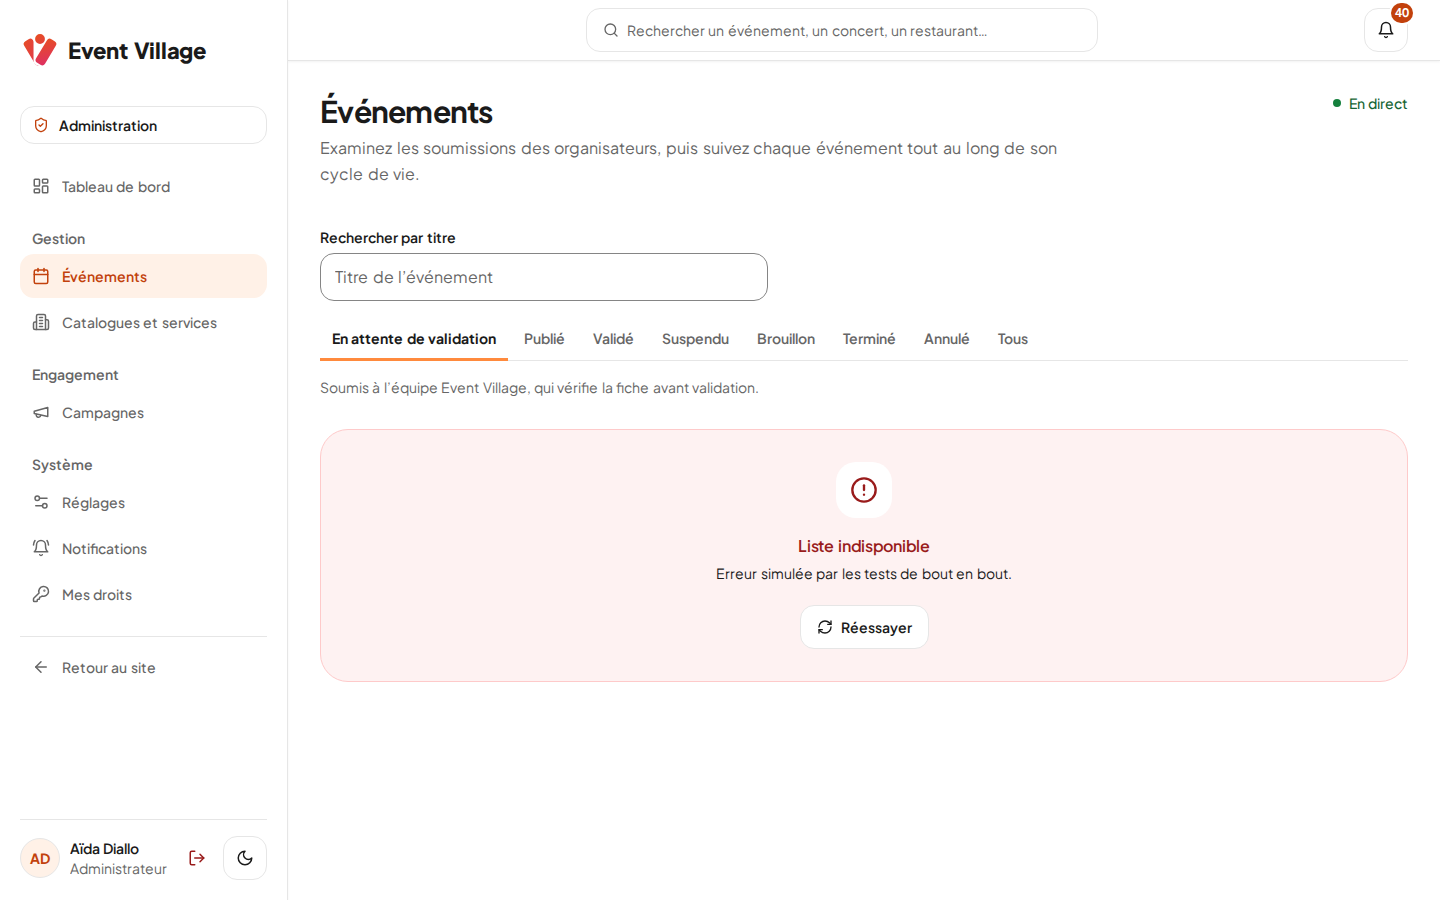 Event Village
Rechercher un événement, un concert, un restaurant…
40
Administration
Tableau de bord
Gestion
Événements
Catalogues et services
Engagement
Campagnes
Système
Réglages
Notifications
Mes droits
Retour au site
AD
Aïda Diallo
Administrateur
Événements
En direct
Examinez les soumissions des organisateurs, puis suivez chaque événement tout au long de son
cycle de vie.
Rechercher par titre
Titre de l’événement
En attente de validation Publié Validé Suspendu Brouillon Terminé Annulé Tous
Soumis à l’équipe Event Village, qui vérifie la fiche avant validation.
Liste indisponible
Erreur simulée par les tests de bout en bout.
Réessayer